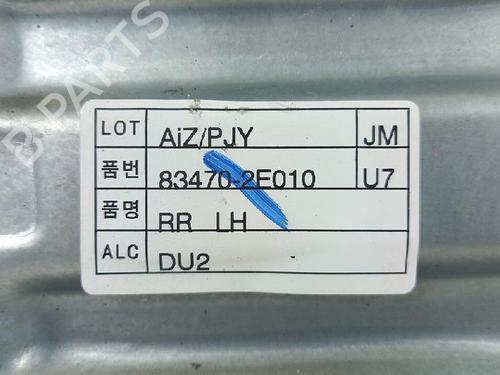 B PARTS
LOT AiZ/PJY JM
품번 83470-2E010 U7
품명 RR LH
ALC DU2